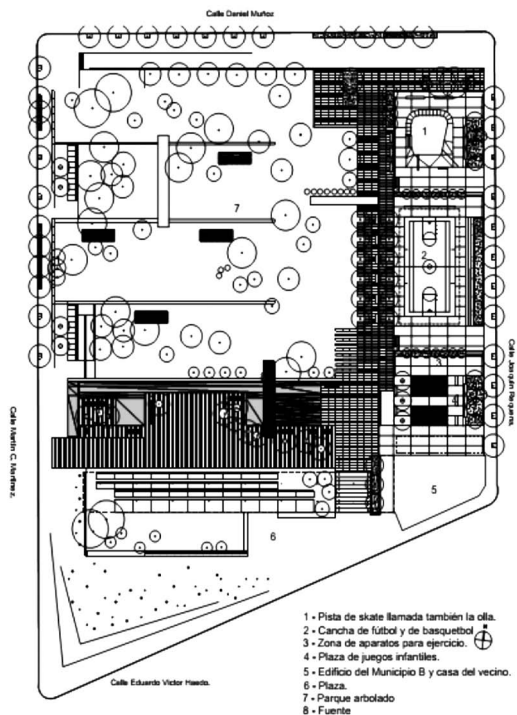 Calle Daniel Muñoz
1
7
2
Calle Joaquín Requena.
3
4
Calle Martín C. Martínez.
5
6
1 - Pista de skate llamada también la olla.
2 - Cancha de fútbol y de basquetbol
3 - Zona de aparatos para ejercicio.
4 - Plaza de juegos infantiles.
5 - Edificio del Municipio B y casa del vecino.
6 - Plaza.
7 - Parque arbolado
8 - Fuente
Calle Eduardo Víctor Haedo.